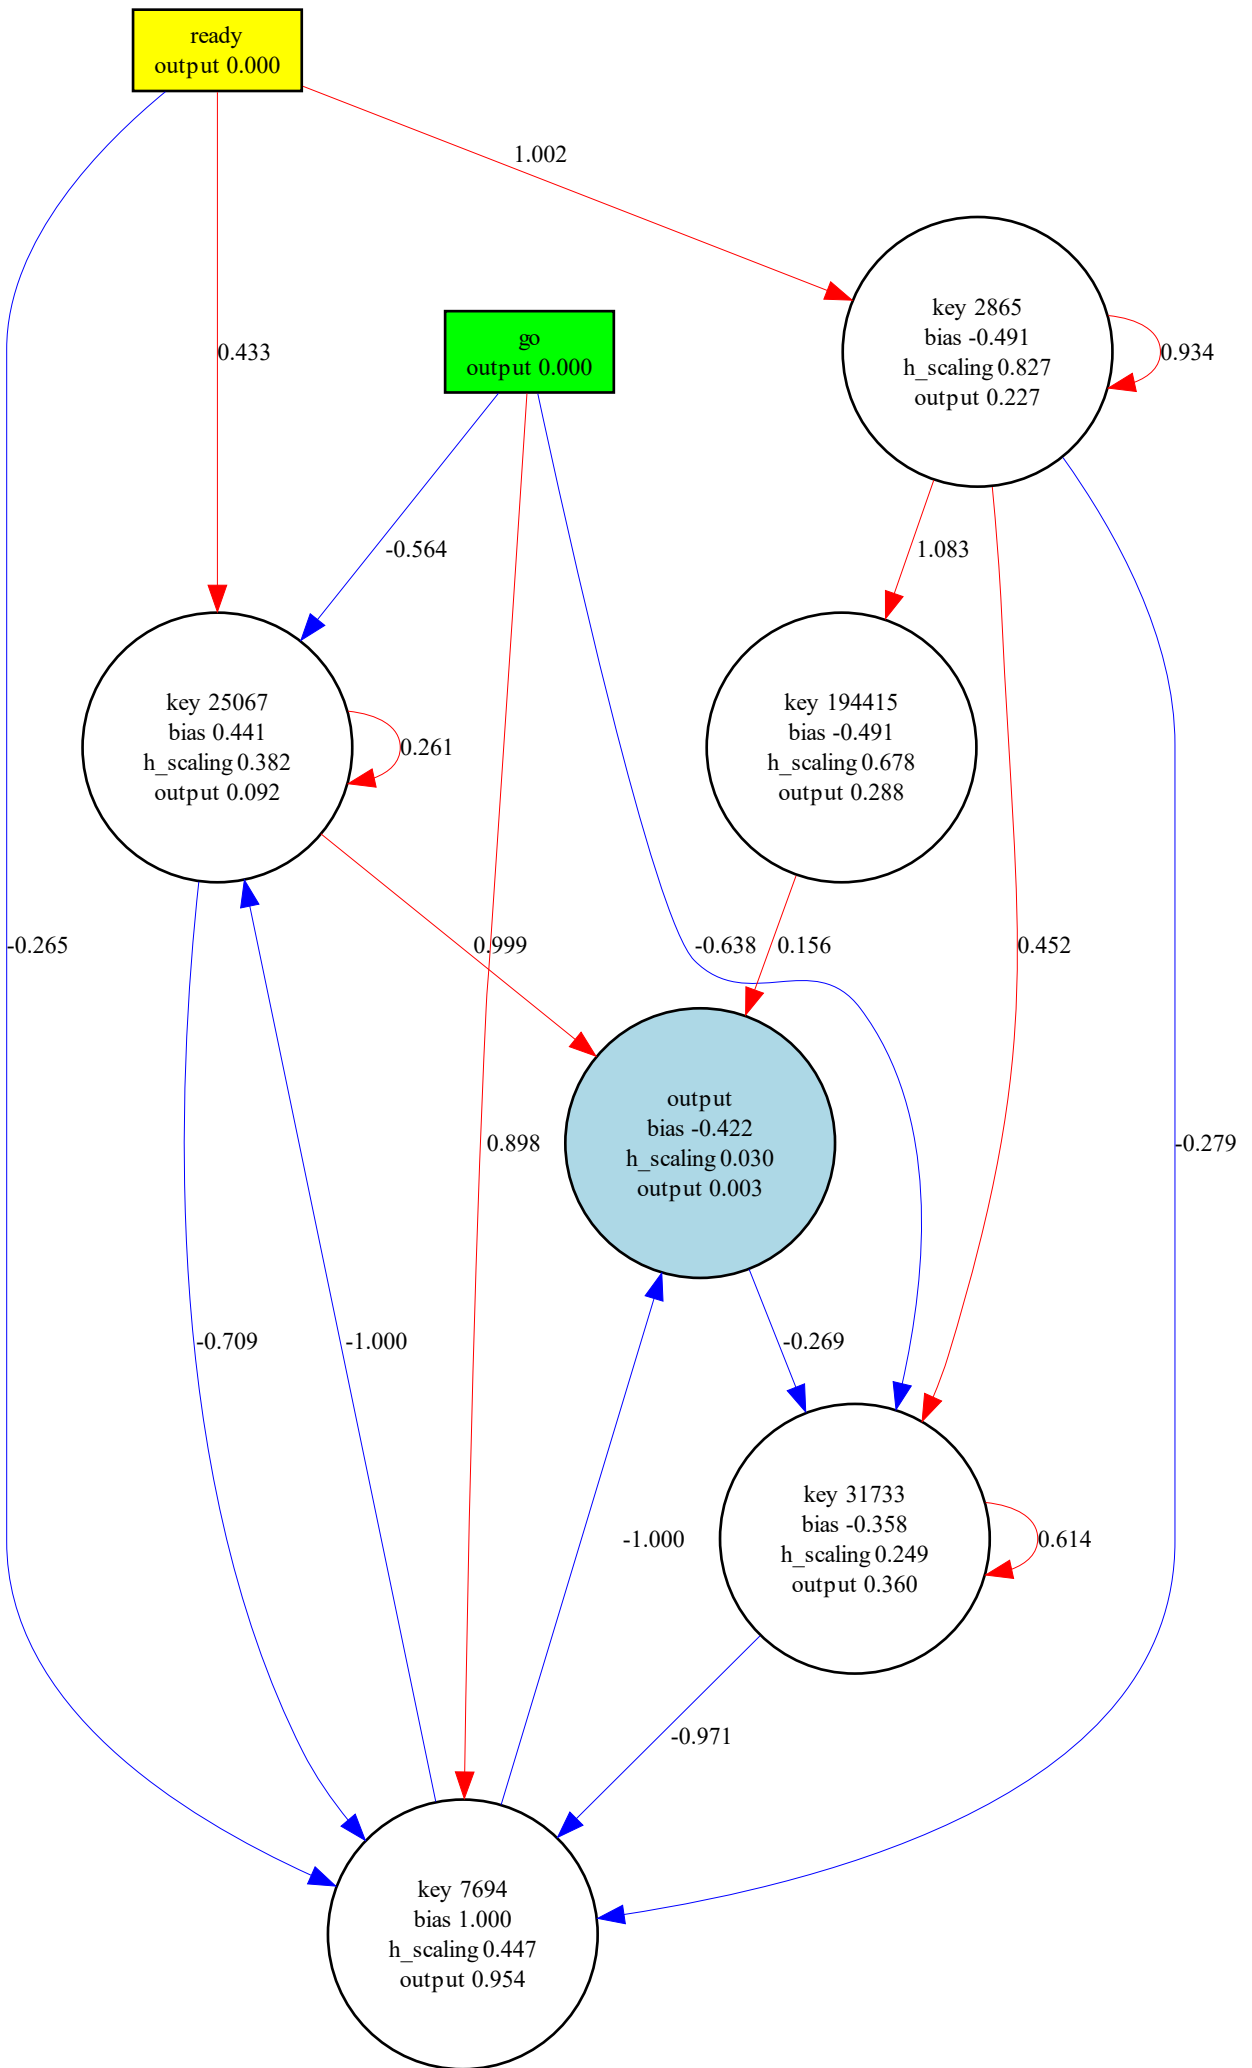 ready
output 0.000
1.002
key 2865
bias -0.491
h_scaling 0.827
output 0.227
0.934
go
output 0.000
0.433
-0.564
1.083
key 25067
bias 0.441
h_scaling 0.382
output 0.092
0.261
key 194415
bias -0.491
h_scaling 0.678
output 0.288
-0.265
0.999
-0.638
0.156
0.452
output
bias -0.422
h_scaling 0.030
output 0.003
0.898
-0.279
-0.709
-1.000
-0.269
key 31733
bias -0.358
h_scaling 0.249
output 0.360
0.614
-1.000
-0.971
key 7694
bias 1.000
h_scaling 0.447
output 0.954